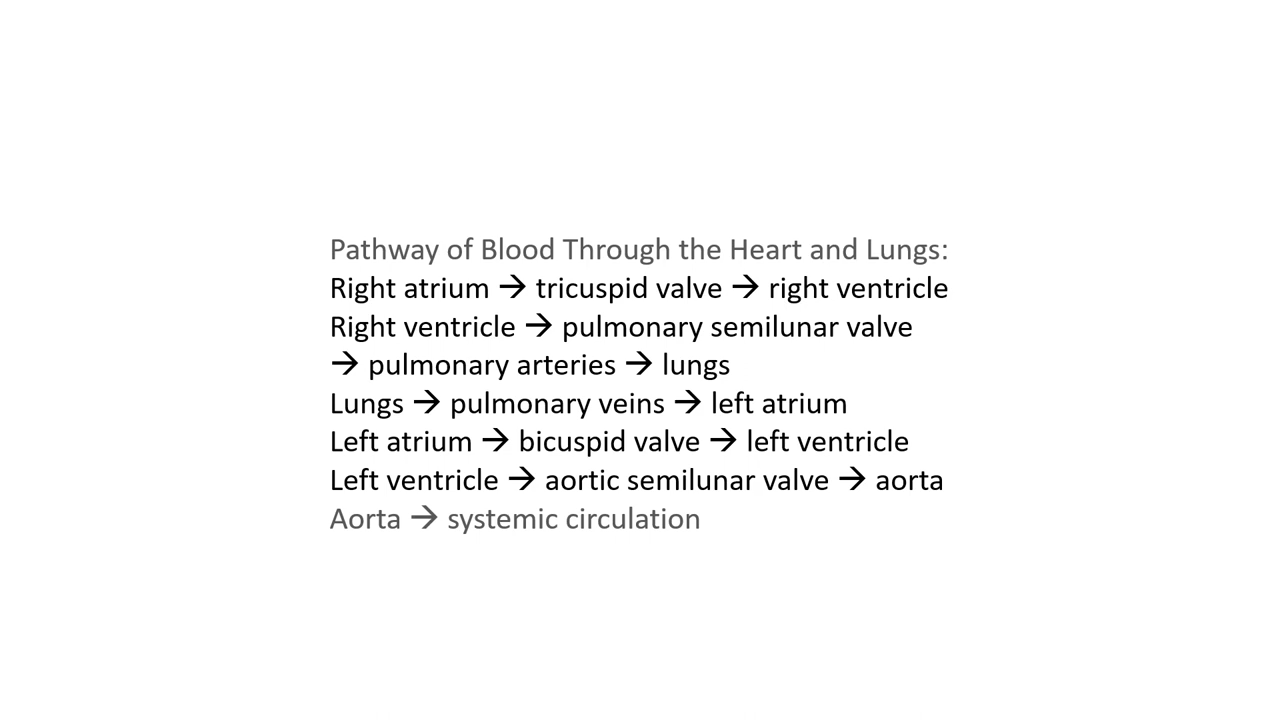 Pathway of Blood Through the Heart and Lungs:
Right atrium → tricuspid valve → right ventricle
Right ventricle → pulmonary semilunar valve
→ pulmonary arteries → lungs
Lungs → pulmonary veins → left atrium
Left atrium → bicuspid valve → left ventricle
Left ventricle → aortic semilunar valve → aorta
Aorta → systemic circulation